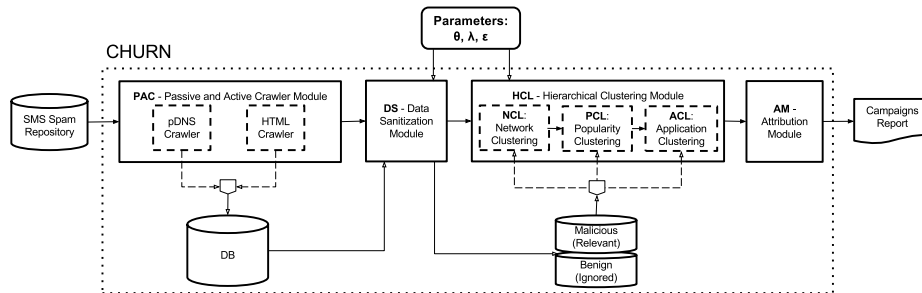 Parameters:
θ, λ, ε
CHURN
SMS Spam
Repository
PAC - Passive and Active Crawler Module
pDNS
Crawler
HTML
Crawler
DB
DS - Data
Sanitization
Module
HCL - Hierarchical Clustering Module
NCL:
Network
Clustering
PCL:
Popularity
Clustering
ACL:
Application
Clustering
Malicious
(Relevant)
Benign
(Ignored)
AM -
Attribution
Module
Campaigns
Report